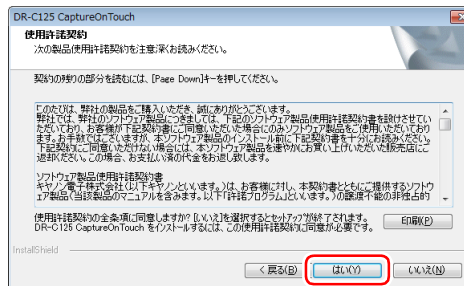 DR-C125 CaptureOnTouch
使用許諾契約
次の製品使用許諾契約を注意深くお読みください。
契約の残りの部分を読むには、[Page Down]キーを押してください。
このたびは、弊社の製品をご購入いただき、誠にありがとうございます。
弊社では、弊社のソフトウェア製品につきましては、下記のソフトウェア製品使用許諾契約書を設けさせてい
ただいており、お客様が下記契約書にご同意いただいた場合にのみソフトウェア製品をご使用いただいており
ます。お手数ではございますが、本ソフトウェア製品のインストール前に下記契約書を十分にお読みください。
下記契約にご同意いただけない場合には、本ソフトウェア製品を速やかにお買い上げいただいた販売店にご
返却ください。この場合、お支払い済の代金をお返し致します。
ソフトウェア製品使用許諾契約書
キヤノン電子株式会社(以下キヤノンといいます。)は、お客様に対し、本契約書とともにご提供するソフトウ
ェア製品(当該製品のマニュアルを含みます。以下「許諾プログラム」といいます。)の譲渡不能の非独占的
使用許諾契約の全条項に同意しますか? [いいえ]を選択するとセットアップが終了されます。
DR-C125 CaptureOnTouch をインストールするには、この使用許諾契約に同意が必要です。
印刷(P)
InstallShield
< 戻る(B)
はい(Y)
いいえ(N)